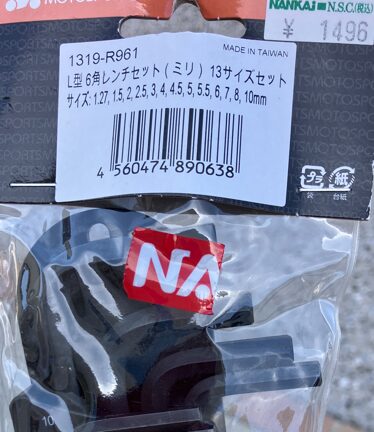 NANKAI N.S.C.(税込)
¥ 1496
1319-R961
MADE IN TAIWAN
L型 6角レンチセット ( ミリ ) 13サイズセット
サイズ: 1.27, 1.5, 2, 2.5, 3, 4, 4.5, 5, 5.5, 6, 7, 8, 10mm
4 560474 890638
プラ 紙
袋 台紙
NA
10